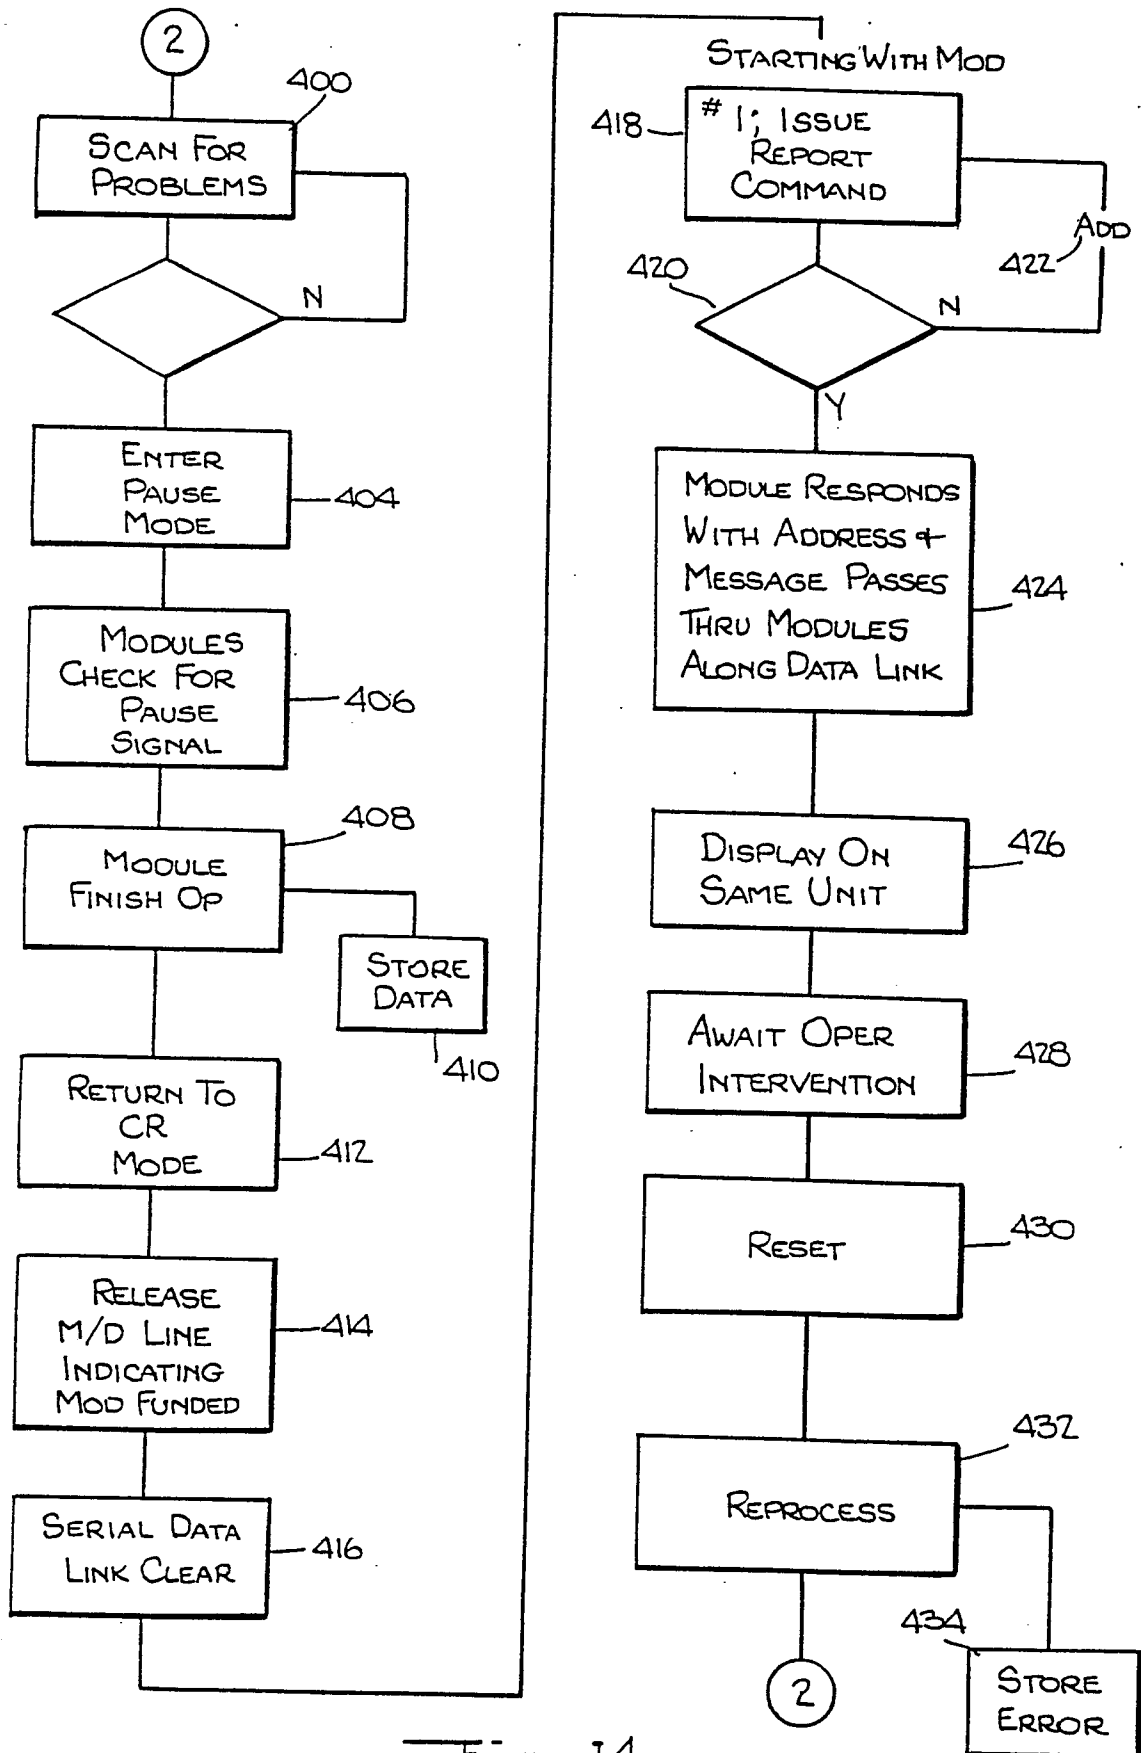 2
400
SCAN FOR
PROBLEMS
N
ENTER
PAUSE
MODE
404
MODULES
CHECK FOR
PAUSE
SIGNAL
406
408
MODULE
FINISH OP
STORE
DATA
410
RETURN TO
CR
MODE
412
RELEASE
M/D LINE
INDICATING
MOD FUNDED
414
SERIAL DATA
LINK CLEAR
416
STARTING WITH MOD
418
# 1; ISSUE
REPORT
COMMAND
ADD
422
420
N
Y
MODULE RESPONDS
WITH ADDRESS &
MESSAGE PASSES
THRU MODULES
ALONG DATA LINK
424
DISPLAY ON
SAME UNIT
426
AWAIT OPER
INTERVENTION
428
RESET
430
432
REPROCESS
434
STORE
ERROR
2